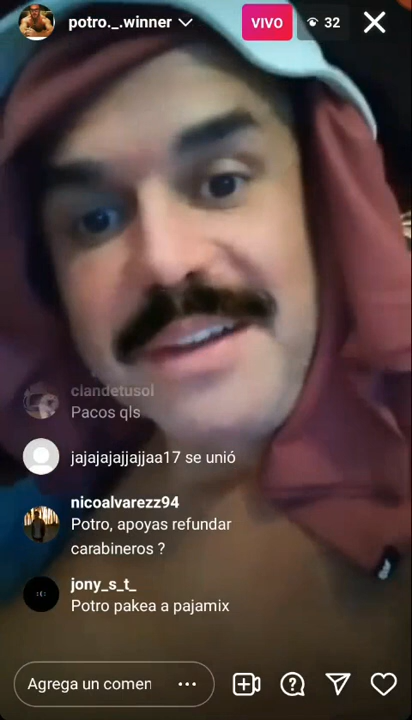 potro._.winner
VIVO
32
clandetusol
Pacos qls
jajajajajjajjaa17 se unió
nicoalvarezz94
Potro, apoyas refundar
carabineros ?
jony_s_t_
Potro pakea a pajamix
Agrega un comen